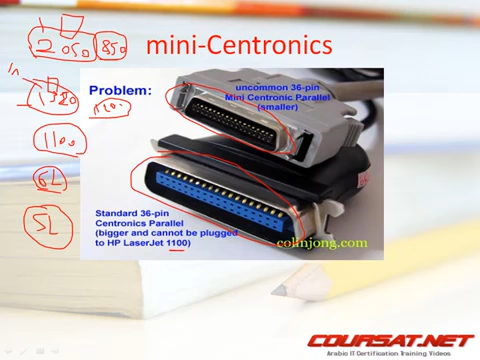 mini-Centronics
2050
850
Problem:
uncommon 36-pin
Mini Centronic Parallel
(smaller)
1320
1100
6L
5L
Standard 36-pin
Centronics Parallel
(bigger and cannot be plugged
to HP LaserJet 1100)
colinjong.com
COURSAT.NET
Arabic IT Certification Training Videos